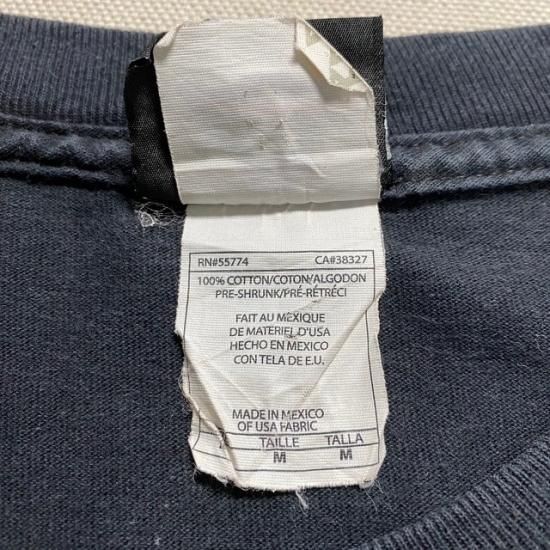 RN#55774 CA#38327
100% COTTON/COTON/ALGODON
PRE-SHRUNK/PRÉ-RÉTRÉCI
FAIT AU MEXIQUE
DE MATERIEL D'USA
HECHO EN MEXICO
CON TELA DE E.U.
MADE IN MEXICO
OF USA FABRIC
TAILLE TALLA
M M